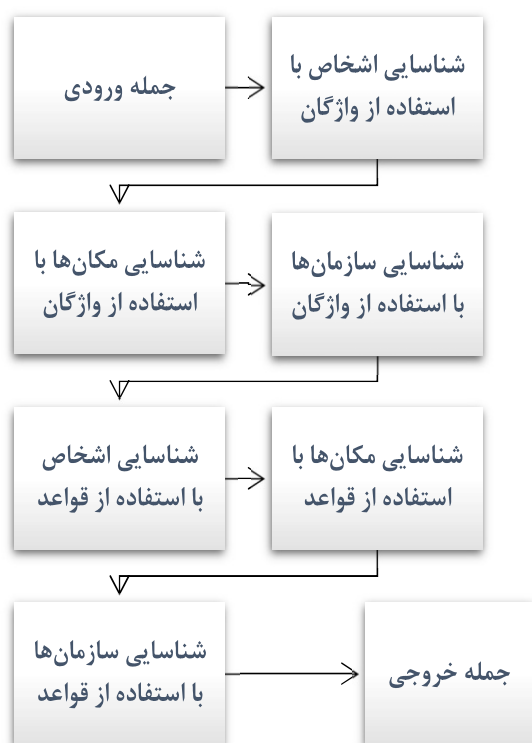 جمله ورودی
شناسایی اشخاص با
استفاده از واژگان
شناسایی مکان‌ها با
استفاده از واژگان
شناسایی سازمان‌ها
با استفاده از واژگان
شناسایی اشخاص
با استفاده از قواعد
شناسایی مکان‌ها با
استفاده از قواعد
شناسایی سازمان‌ها
با استفاده از قواعد
جمله خروجی